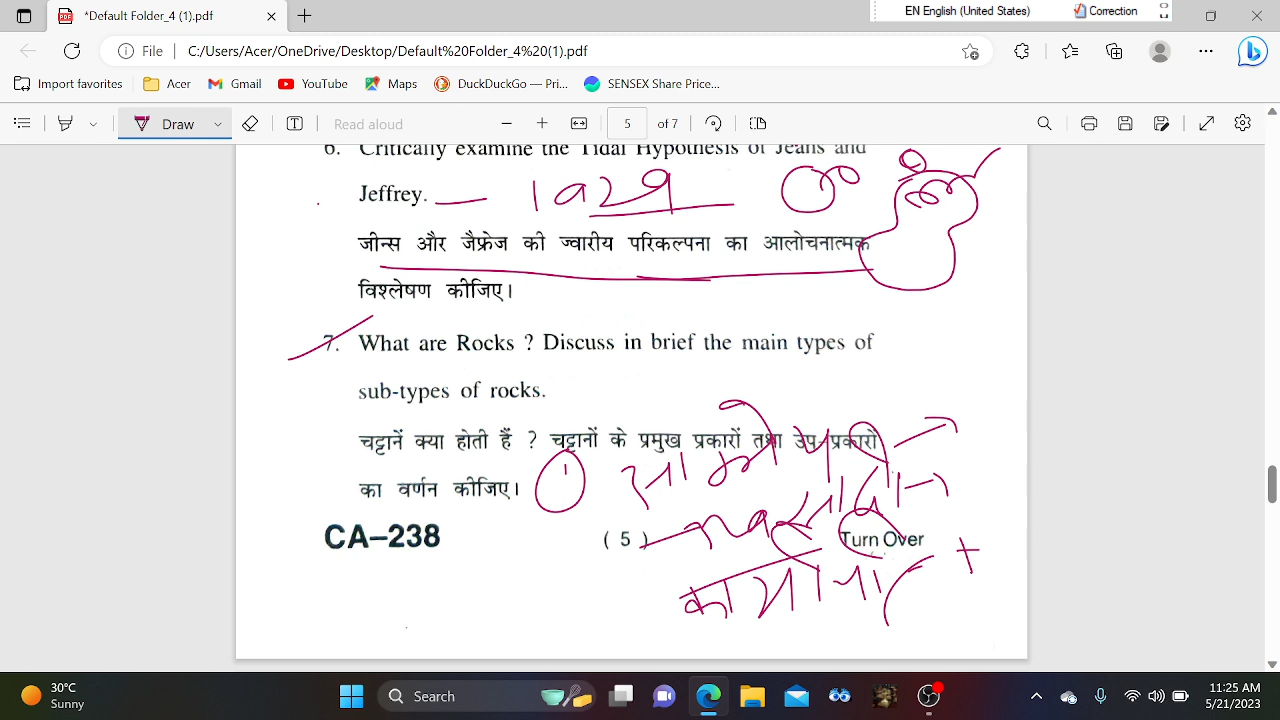 *Default Folder_4 (1).pdf
EN English (United States)
Correction
File
C:/Users/Acer/OneDrive/Desktop/Default%20Folder_4%20(1).pdf
Import favorites
Acer
Gmail
YouTube
Maps
DuckDuckGo — Pri...
SENSEX Share Price...
Draw
Read aloud
5
of 7
6. Critically examine the Tidal Hypothesis of Jeans and
Jeffrey.
जीन्स और जैफ्रेज की ज्वारीय परिकल्पना का आलोचनात्मक
विश्लेषण कीजिए।
7. What are Rocks ? Discuss in brief the main types of
sub-types of rocks.
चट्टानें क्या होती हैं ? चट्टानों के प्रमुख प्रकारों तथा उप-प्रकारों
का वर्णन कीजिए।
CA–238
( 5 )
Turn Over
30°C
Sunny
Search
11:25 AM
5/21/2023